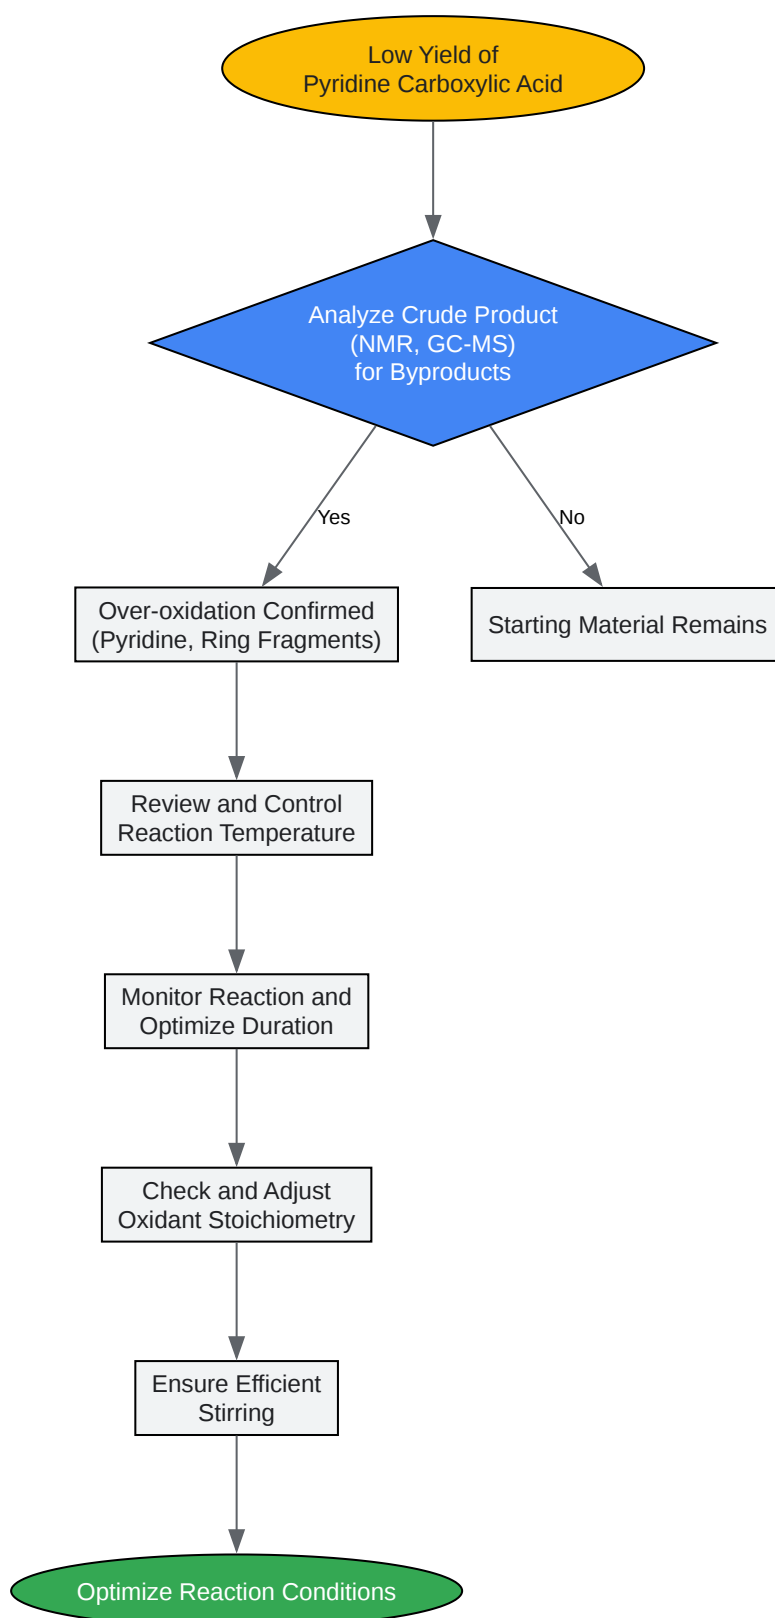 Low Yield of
Pyridine Carboxylic Acid
Analyze Crude Product
(NMR, GC-MS)
for Byproducts
Yes
No
Over-oxidation Confirmed
(Pyridine, Ring Fragments)
Starting Material Remains
Review and Control
Reaction Temperature
Monitor Reaction and
Optimize Duration
Check and Adjust
Oxidant Stoichiometry
Ensure Efficient
Stirring
Optimize Reaction Conditions